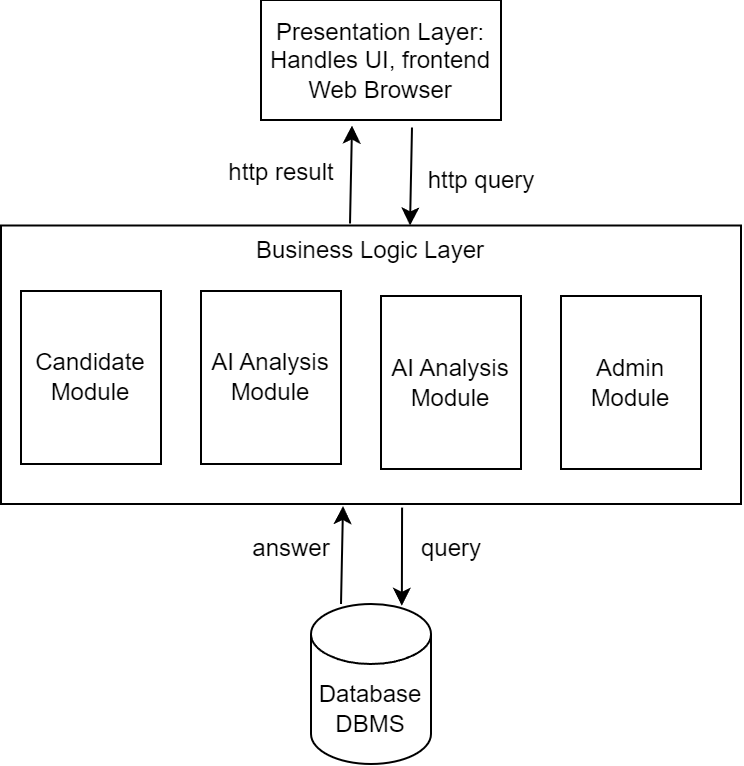 Presentation Layer:
Handles UI, frontend
Web Browser
http result
http query
Business Logic Layer
Candidate
Module
AI Analysis
Module
AI Analysis
Module
Admin
Module
answer
query
Database
DBMS